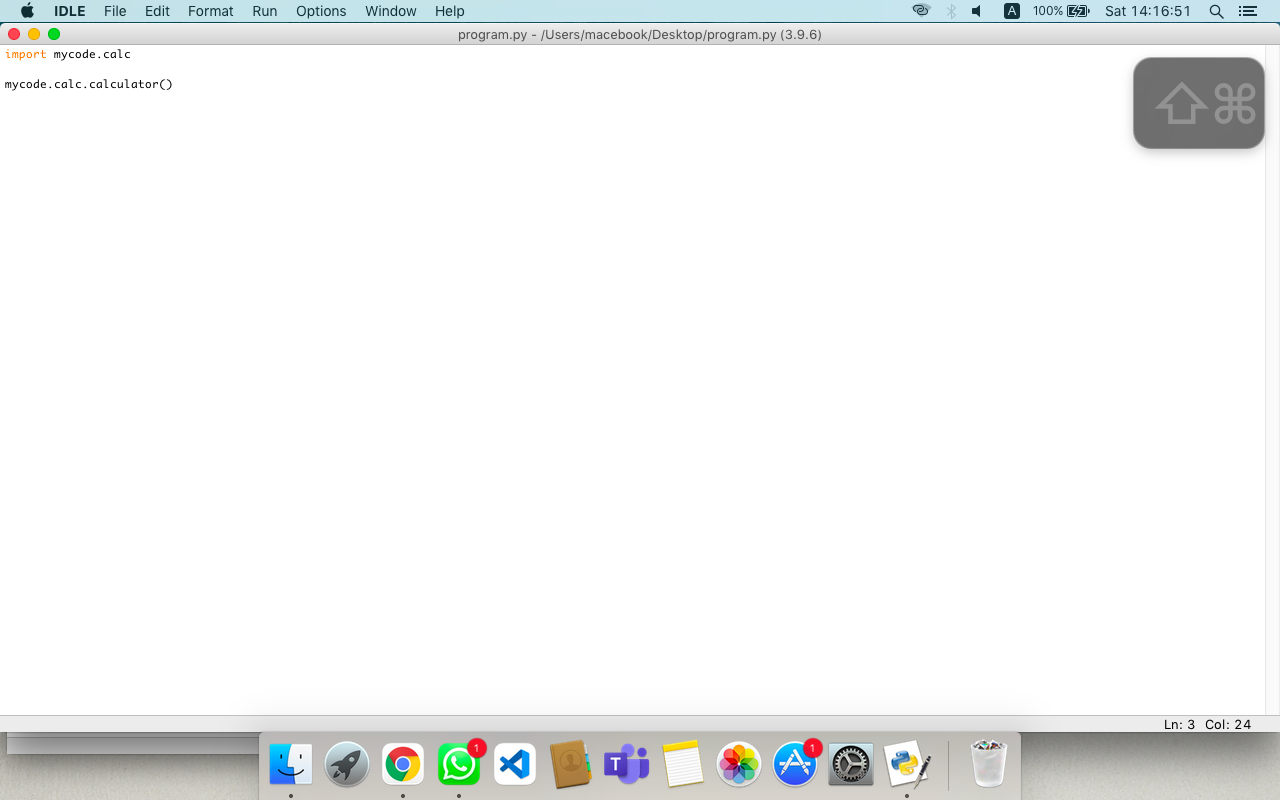 IDLE File Edit Format Run Options Window Help A 100% Sat 14:16:51
program.py - /Users/macebook/Desktop/program.py (3.9.6)
import mycode.calc
mycode.calc.calculator()
Ln: 3 Col: 24
1
T
1